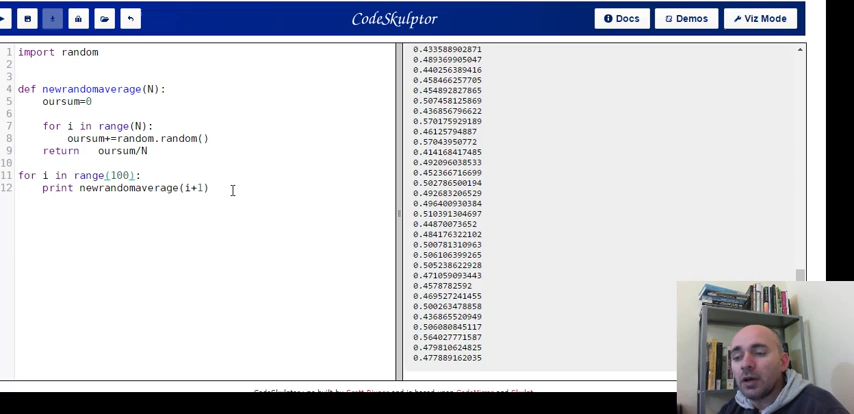 CodeSkulptor
Docs
Demos
Viz Mode
1 import random
2
3
4 def newrandomaverage(N):
5 oursum=0
6
7 for i in range(N):
8 oursum+=random.random()
9 return oursum/N
10
11 for i in range(100):
12 print newrandomaverage(i+1)
0.433588902871
0.489369905047
0.440256389416
0.458466257705
0.454892827865
0.507458125869
0.436856796622
0.570175929189
0.46125794887
0.57043950772
0.414168417485
0.492096038533
0.452366716699
0.502786500194
0.492683206529
0.496400930384
0.510391304697
0.44870073652
0.484176322102
0.500781310963
0.506106399265
0.505238622928
0.471059093443
0.4578782592
0.469527241455
0.500263478858
0.436865520949
0.506080845117
0.564027771587
0.479810624825
0.477889162035